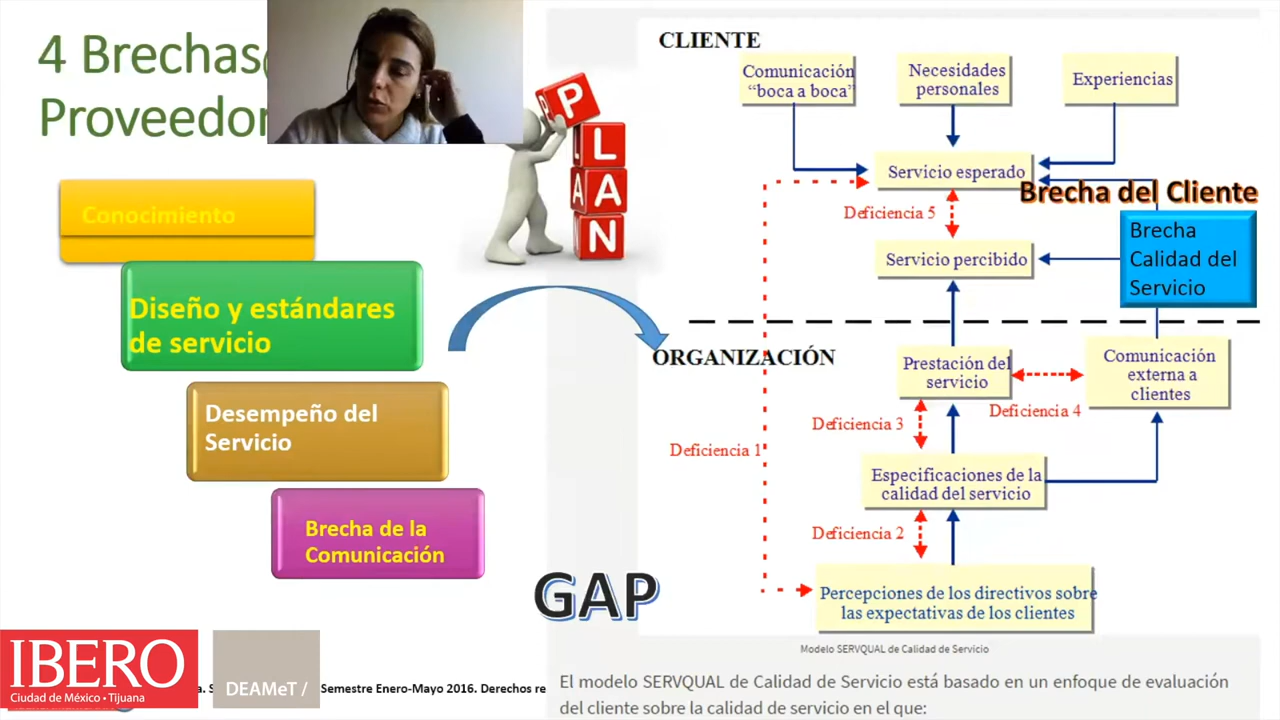 4 Brechas
Proveedor
Conocimiento
Diseño y estándares
de servicio
Desempeño del
Servicio
Brecha de la
Comunicación
P
L
A A
N
GAP
CLIENTE
Comunicación
“boca a boca”
Necesidades
personales
Experiencias
Servicio esperado
Brecha del Cliente
Deficiencia 5
Brecha
Calidad del
Servicio
Servicio percibido
ORGANIZACIÓN
Prestación del
servicio
Comunicación
externa a
clientes
Deficiencia 3
Deficiencia 4
Deficiencia 1
Especificaciones de la
calidad del servicio
Deficiencia 2
Percepciones de los directivos sobre
las expectativas de los clientes
Modelo SERVQUAL de Calidad de Servicio
El modelo SERVQUAL de Calidad de Servicio está basado en un enfoque de evaluación
del cliente sobre la calidad de servicio en el que:
IBERO
Ciudad de México • Tijuana
DEAMeT /
Semestre Enero-Mayo 2016. Derechos re